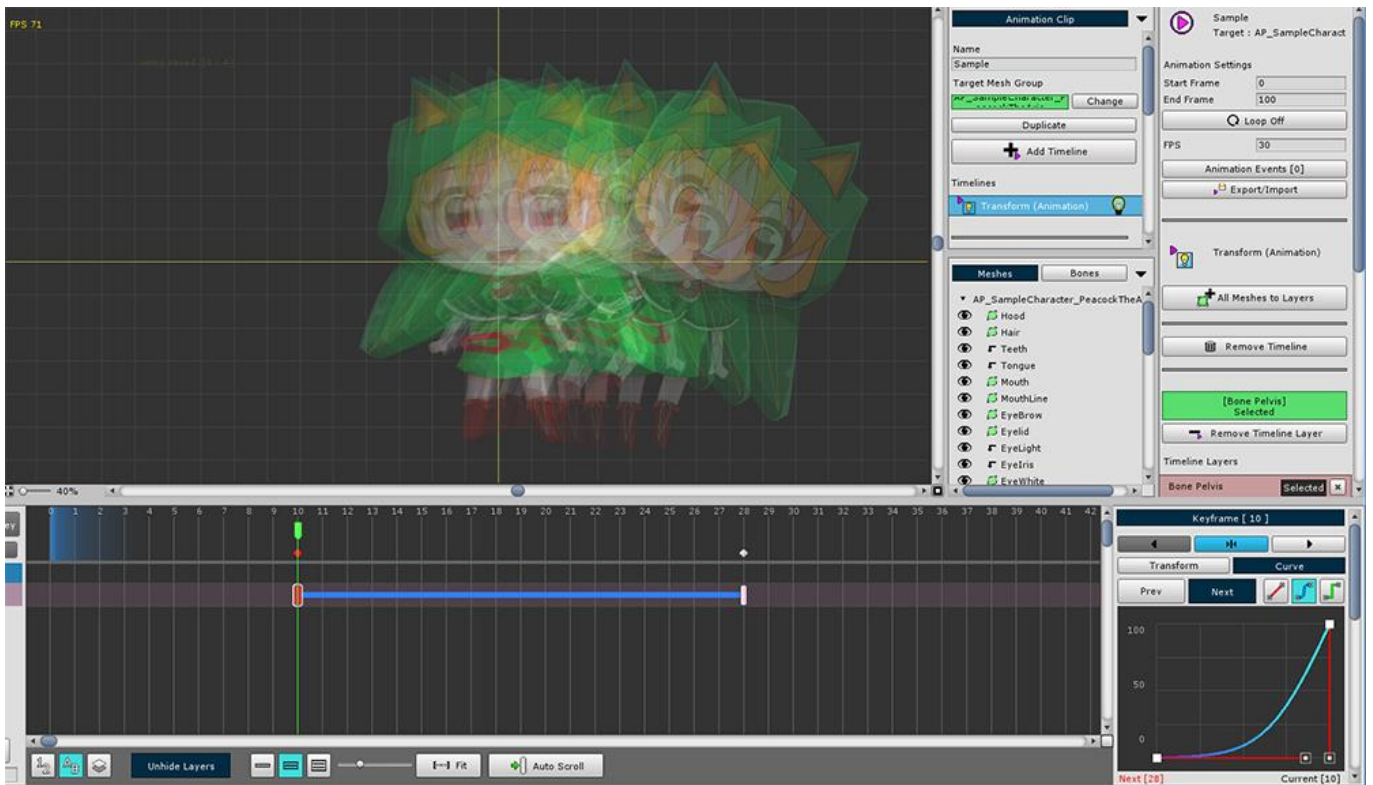 FPS 71
Animation Clip
Name
Sample
Target Mesh Group
Change
Duplicate
Add Timeline
Timelines
Transform (Animation)
Meshes
Bones
AP_SampleCharacter_PeacockTheA
Hood
Hair
Teeth
Tongue
Mouth
MouthLine
EyeBrow
Eyelid
EyeLight
EyeIris
EyeWhite
Sample
Target : AP_SampleCharact
Animation Settings
Start Frame 0
End Frame 100
Loop Off
FPS 30
Animation Events [0]
Export/Import
Transform (Animation)
All Meshes to Layers
Remove Timeline
[Bone Pelvis]
Selected
Remove Timeline Layer
Timeline Layers
Bone Pelvis Selected
40%
0 1 2 3 4 5 6 7 8 9 10 11 12 13 14 15 16 17 18 19 20 21 22 23 24 25 26 27 28 29 30 31 32 33 34 35 36 37 38 39 40 41 42
Unhide Layers
Fit
Auto Scroll
Keyframe [ 10 ]
Transform
Curve
Prev
Next
100
50
0
Next [28]
Current [10]